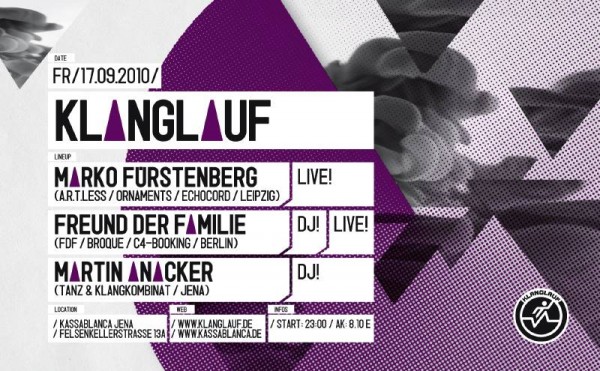 DATE
FR/17.09.2010/
KLANGLAUF
LINEUP
MARKO FÜRSTENBERG LIVE!
(A.R.T.LESS / ORNAMENTS / ECHOCORD / LEIPZIG)
FREUND DER FAMILIE DJ! LIVE!
(FDF / BROQUE / C4-BOOKING / BERLIN)
MARTIN ANACKER DJ!
(TANZ & KLANGKOMBINAT / JENA)
LOCATION WEB INFOS
/ KASSABLANCA JENA / WWW.KLANGLAUF.DE / START: 23:00 / AK: 8.10 E
/ FELSENKELLERSTRASSE 13A / WWW.KASSABLANCA.DE
KLANGLAUF